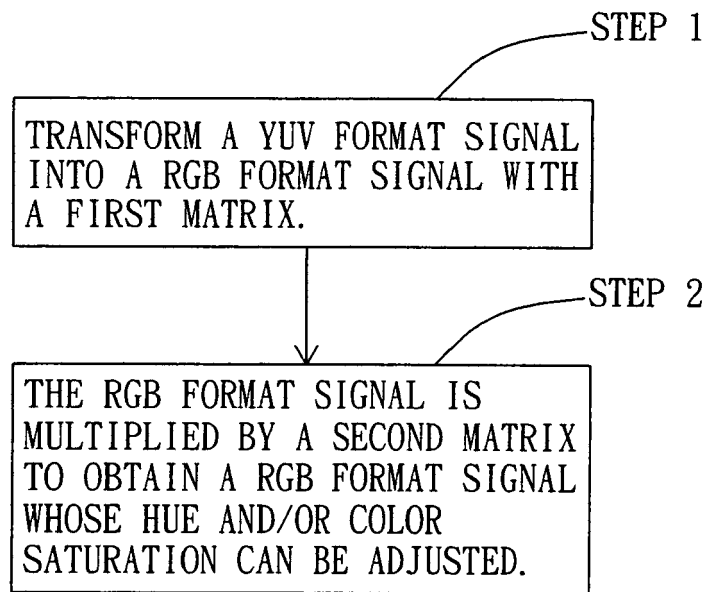 STEP 1
TRANSFORM A YUV FORMAT SIGNAL
INTO A RGB FORMAT SIGNAL WITH
A FIRST MATRIX.
STEP 2
THE RGB FORMAT SIGNAL IS
MULTIPLIED BY A SECOND MATRIX
TO OBTAIN A RGB FORMAT SIGNAL
WHOSE HUE AND/OR COLOR
SATURATION CAN BE ADJUSTED.